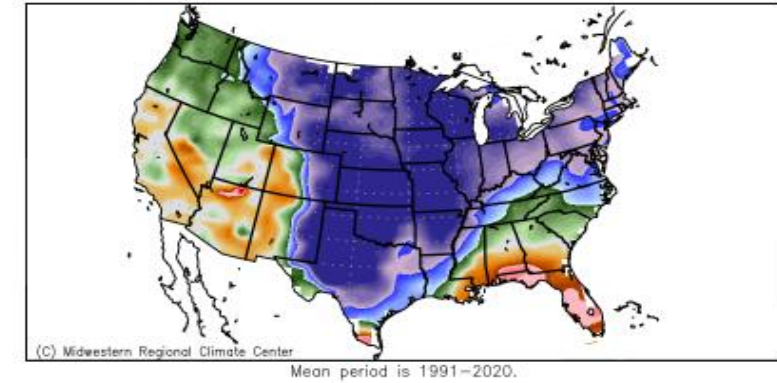 (C) Midwestern Regional Climate Center
Mean period is 1991-2020.